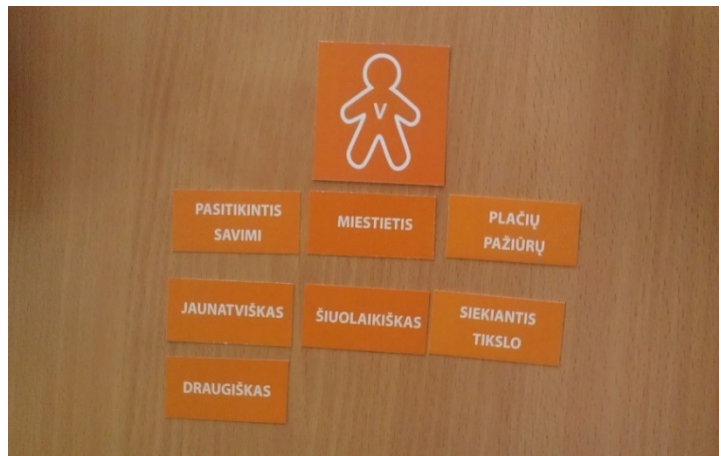 V
PASITIKINTIS
SAVIMI
MIESTIETIS
PLAČIŲ
PAŽIŪRŲ
JAUNATVIŠKAS
ŠIUOLAIKIŠKAS
SIEKIANTIS
TIKSLO
DRAUGIŠKAS